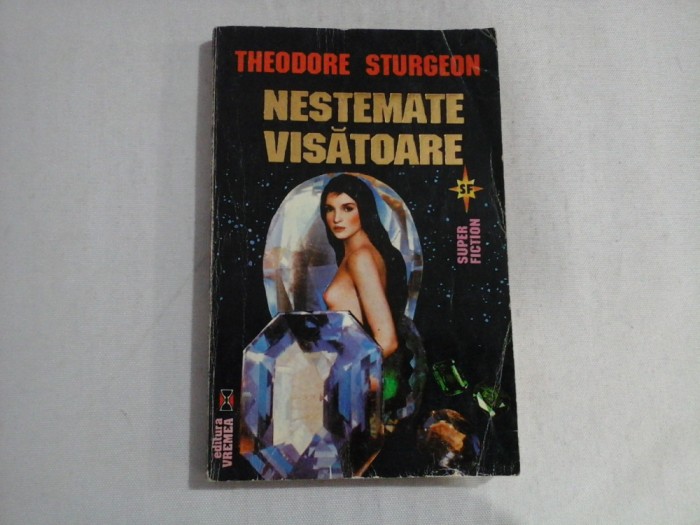 THEODORE STURGEON
NESTEMATE
VISĂTOARE
SF
SUPER
FICTION
editura
VREMEA